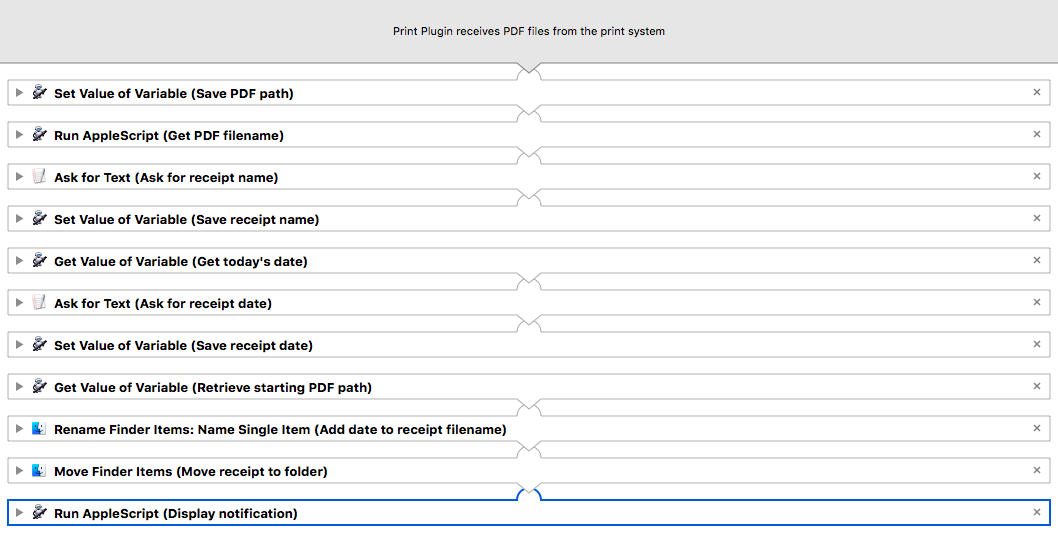 Print Plugin receives PDF files from the print system
Set Value of Variable (Save PDF path)
Run AppleScript (Get PDF filename)
Ask for Text (Ask for receipt name)
Set Value of Variable (Save receipt name)
Get Value of Variable (Get today's date)
Ask for Text (Ask for receipt date)
Set Value of Variable (Save receipt date)
Get Value of Variable (Retrieve starting PDF path)
Rename Finder Items: Name Single Item (Add date to receipt filename)
Move Finder Items (Move receipt to folder)
Run AppleScript (Display notification)